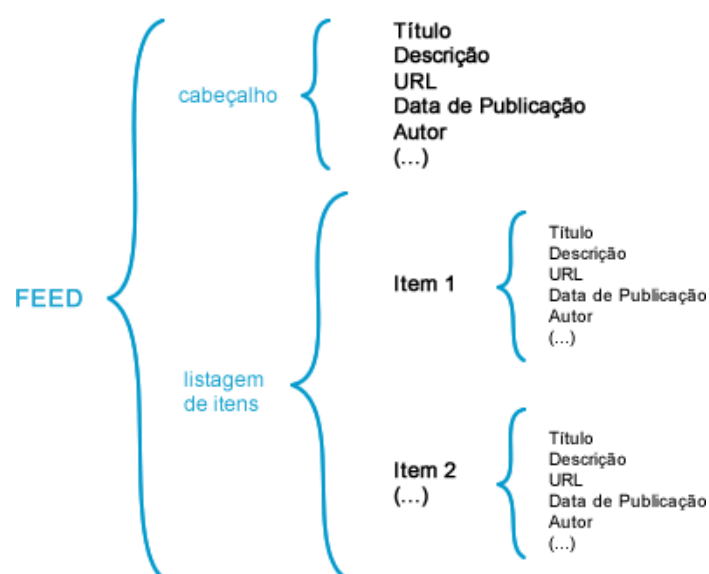 Título
Descrição
URL
Data de Publicação
Autor
(...)
cabeçalho
FEED
listagem
de itens
Item 1
Título
Descrição
URL
Data de Publicação
Autor
(...)
Item 2
(...)
Título
Descrição
URL
Data de Publicação
Autor
(...)